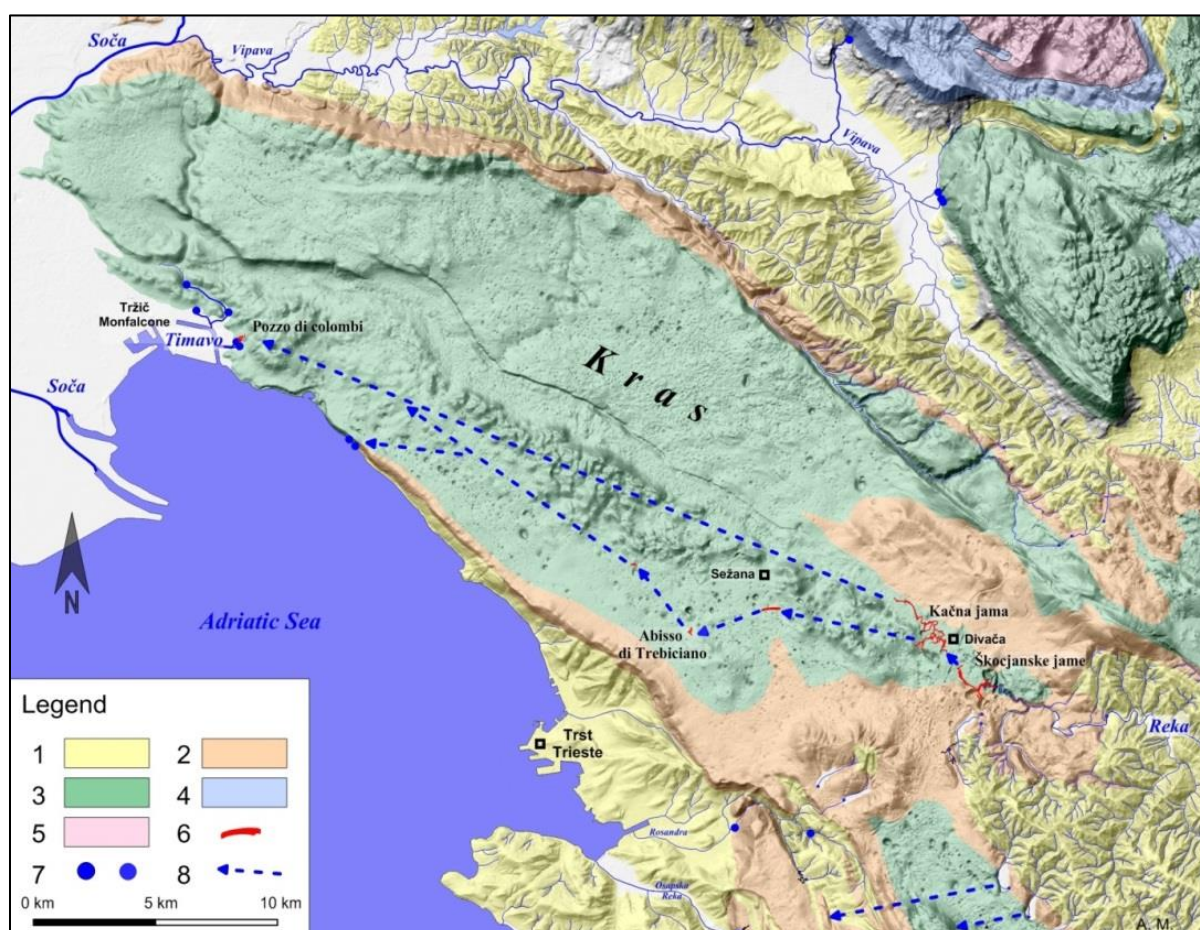 Soča
Vipava
Vipava
Kras
Tržič
Monfalcone
Pozzo di colombi
Timavo
Soča
N
Sežana
Kačna jama
Divača
Abisso
di Trebiciano
Škocjanske jame
Adriatic Sea
Reka
Trst
Trieste
Rosandra
Osapska
Reka
Legend
1
2
3
4
5
6
7
8
0 km
5 km
10 km
A. M.